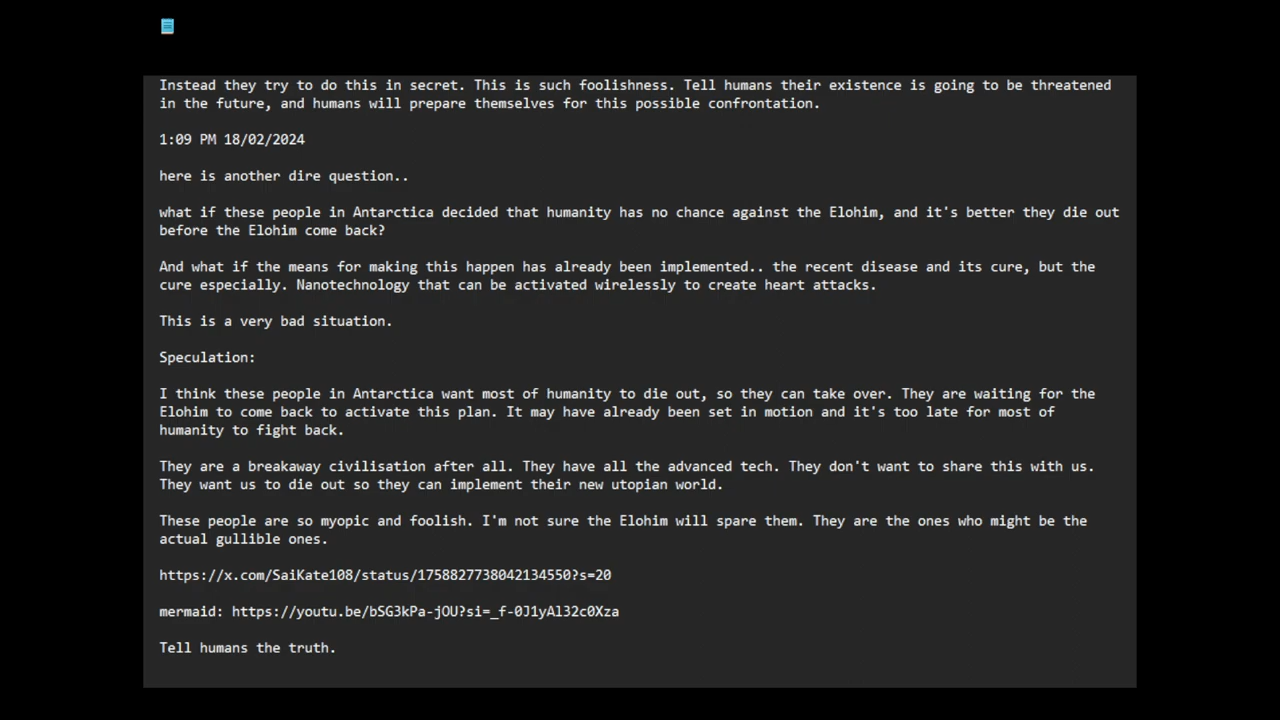 Instead they try to do this in secret. This is such foolishness. Tell humans their existence is going to be threatened
in the future, and humans will prepare themselves for this possible confrontation.
1:09 PM 18/02/2024
here is another dire question..
what if these people in Antarctica decided that humanity has no chance against the Elohim, and it's better they die out
before the Elohim come back?
And what if the means for making this happen has already been implemented.. the recent disease and its cure, but the
cure especially. Nanotechnology that can be activated wirelessly to create heart attacks.
This is a very bad situation.
Speculation:
I think these people in Antarctica want most of humanity to die out, so they can take over. They are waiting for the
Elohim to come back to activate this plan. It may have already been set in motion and it's too late for most of
humanity to fight back.
They are a breakaway civilisation after all. They have all the advanced tech. They don't want to share this with us.
They want us to die out so they can implement their new utopian world.
These people are so myopic and foolish. I'm not sure the Elohim will spare them. They are the ones who might be the
actual gullible ones.
https://x.com/SaiKate108/status/1758827738042134550?s=20
mermaid: https://youtu.be/bSG3kPa-jOU?si=_f-0J1yAl32c0Xza
Tell humans the truth.